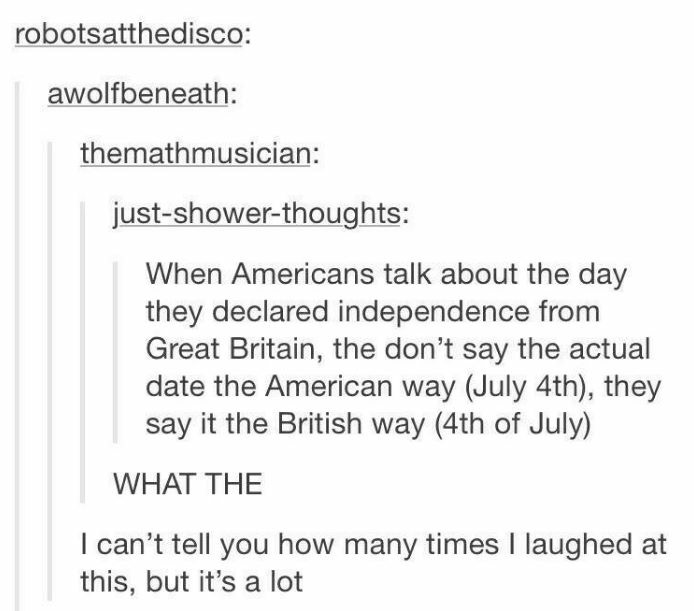 robotsatthedisco:
awolfbeneath:
themathmusician:
just-shower-thoughts:
When Americans talk about the day
they declared independence from
Great Britain, the don't say the actual
date the American way (July 4th), they
say it the British way (4th of July)
WHAT THE
I can't tell you how many times I laughed at
this, but it's a lot